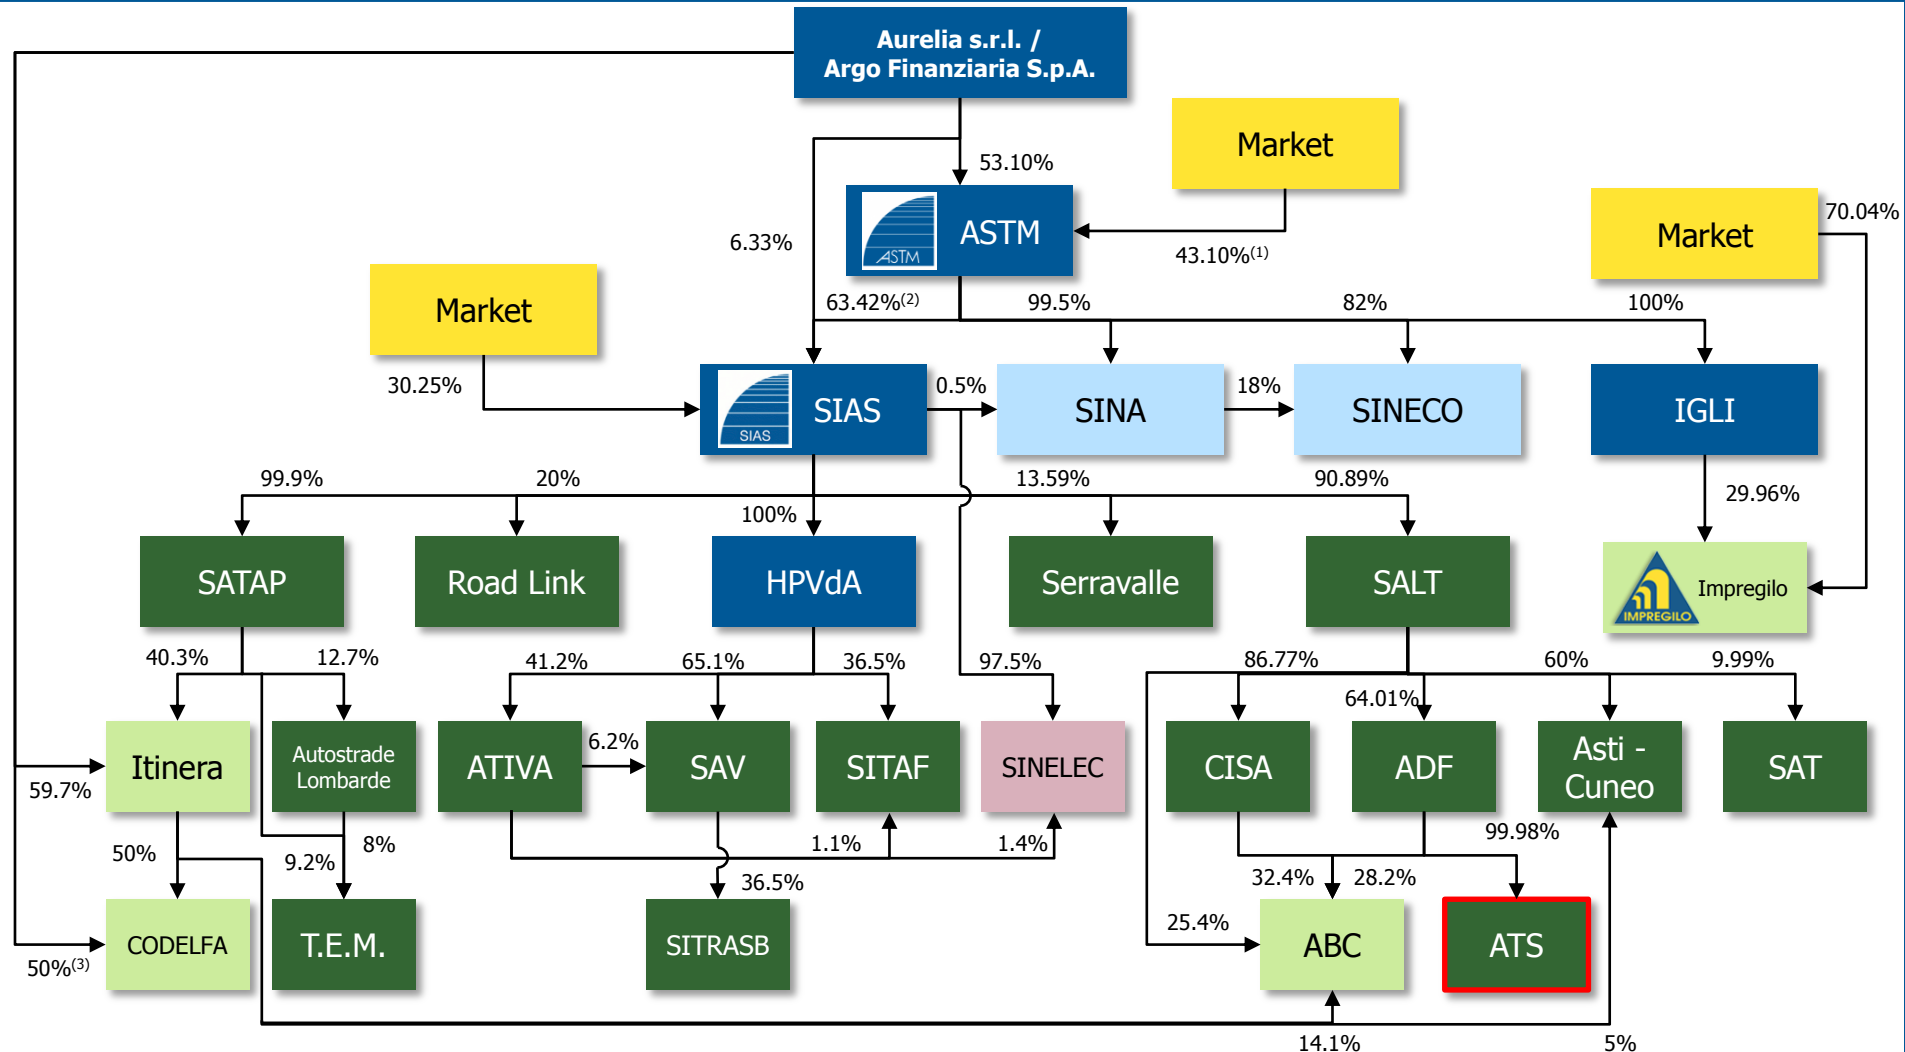 Aurelia s.r.l. /
Argo Finanziaria S.p.A.
Market
53.10%
Market
70.04%
6.33%
ASTM
ASTM
43.10%(1)
Market
63.42%(2)
99.5%
82%
100%
30.25%
SIAS
SIAS
0.5%
SINA
18%
SINECO
IGLI
99.9%
20%
100%
13.59%
90.89%
29.96%
SATAP
Road Link
HPVdA
Serravalle
SALT
IMPREGILO
Impregilo
40.3%
12.7%
41.2%
65.1%
36.5%
97.5%
86.77%
64.01%
60%
9.99%
59.7%
Itinera
Autostrade
Lombarde
ATIVA
6.2%
SAV
SITAF
SINELEC
CISA
ADF
Asti -
Cuneo
SAT
50%
9.2%
8%
1.1%
1.4%
99.98%
36.5%
32.4%
28.2%
25.4%
50%(3)
CODELFA
T.E.M.
SITRASB
ABC
ATS
14.1%
5%